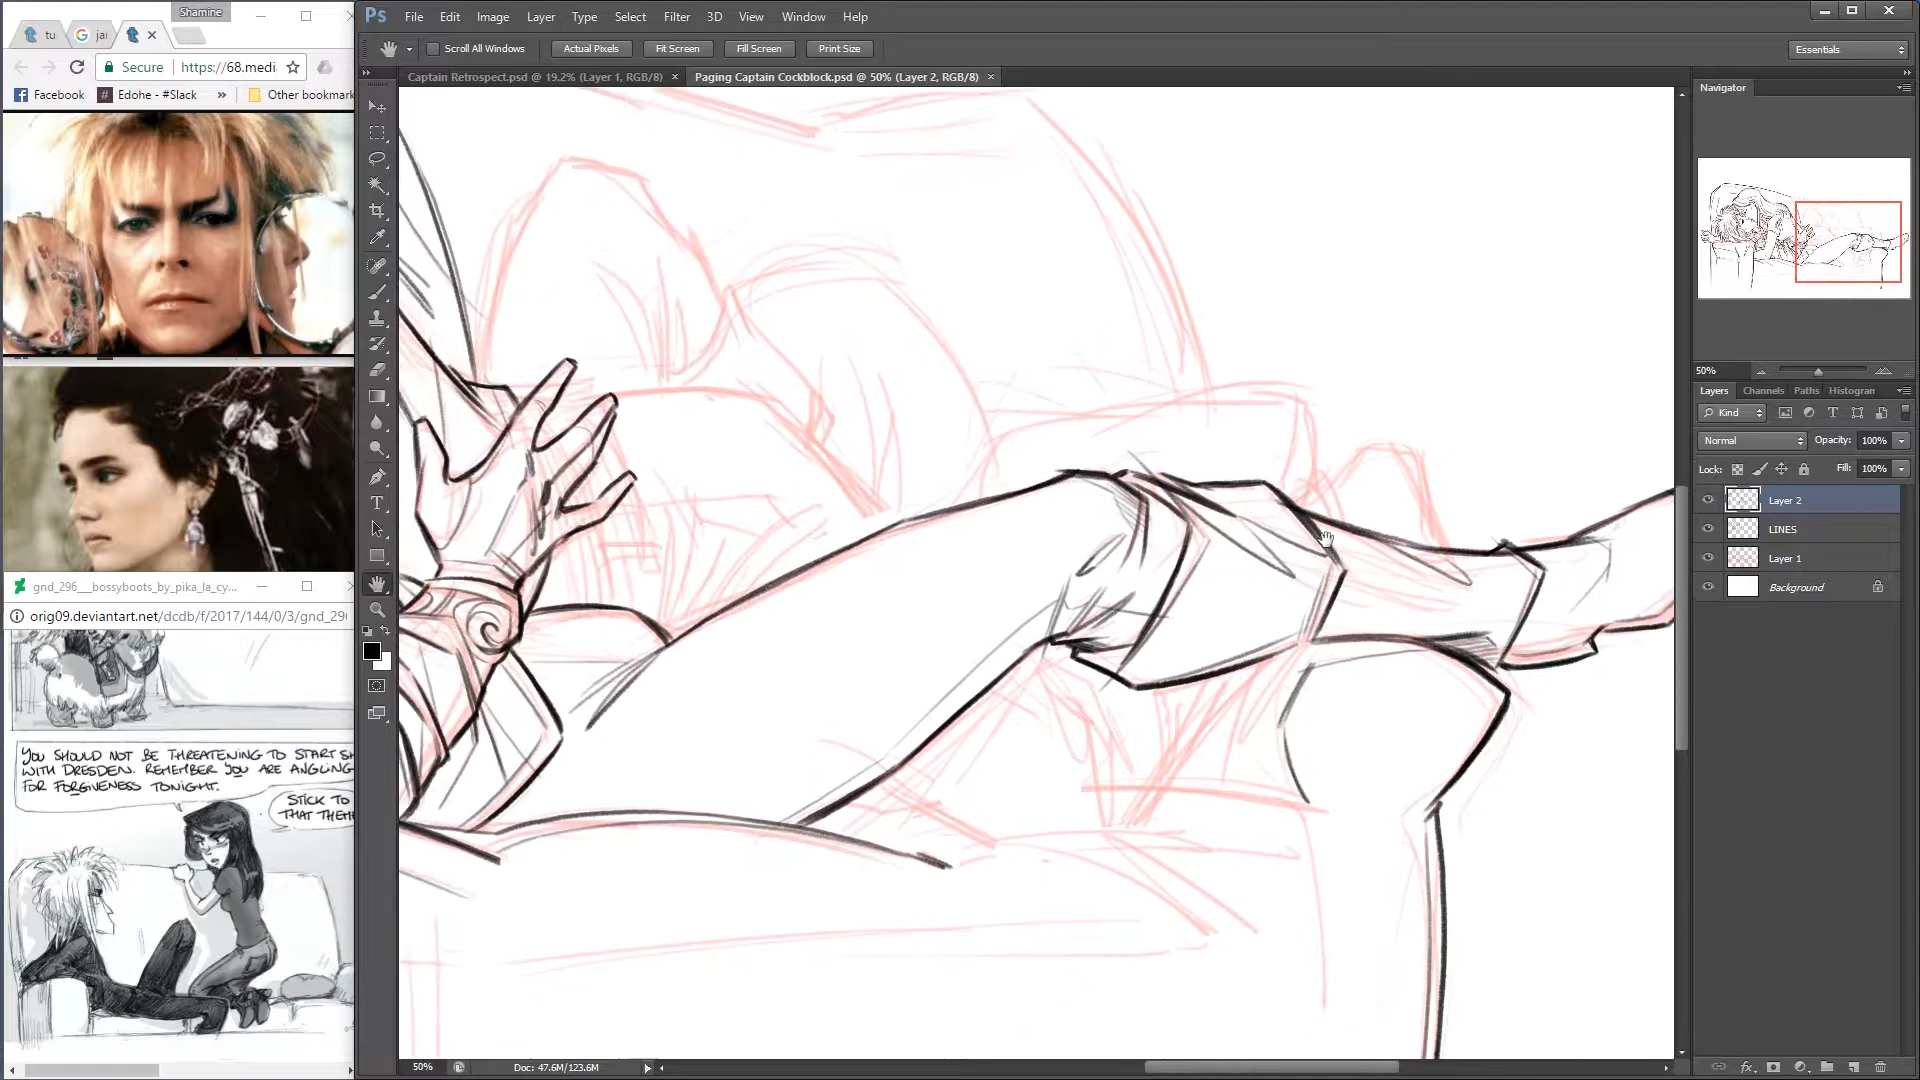 Shamine
tu
jar
Secure https://68.medi
Facebook
Edohe - #Slack
»
Other bookmark
gnd_296__bossyboots_by_pika_la_cy...
orig09.deviantart.net/dcdb/f/2017/144/0/3/gnd_296
YOU SHOULD NOT BE THREATENING TO START SH
WITH DRESDEN. REMEMBER YOU ARE ANGLING
FOR FORGIVENESS TONIGHT.
STICK TO
THAT THEM
Ps File Edit Image Layer Type Select Filter 3D View Window Help
Scroll All Windows Actual Pixels Fit Screen Fill Screen Print Size
Essentials
Captain Retrospect.psd @ 19.2% (Layer 1, RGB/8) × Paging Captain Cockblock.psd @ 50% (Layer 2, RGB/8) ×
Navigator
50%
Layers Channels Paths Histogram
Kind
Normal Opacity: 100%
Lock: Fill: 100%
Layer 2
LINES
Layer 1
Background
50% Doc: 47.6M/123.6M